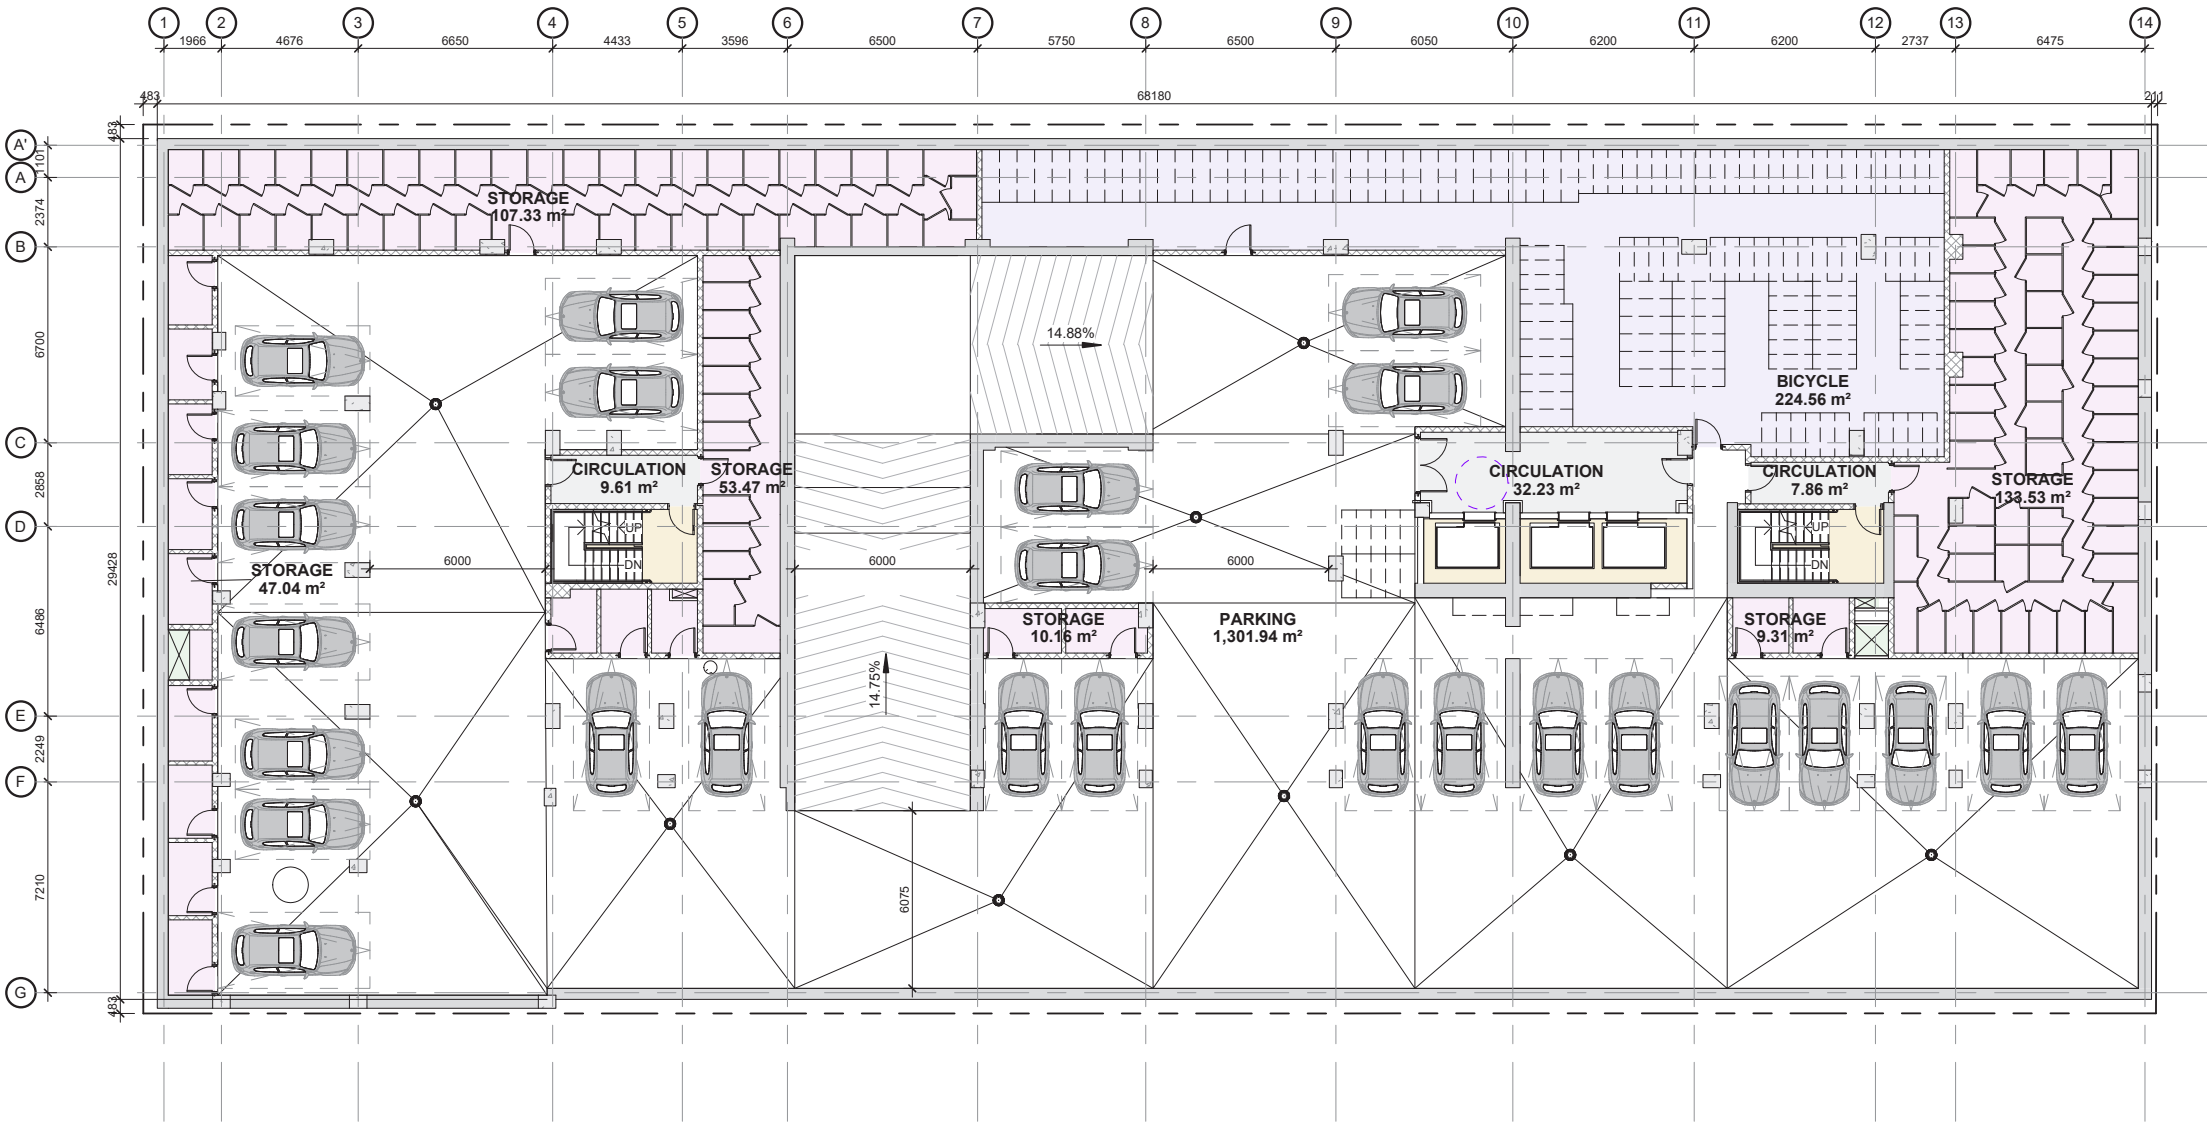 1 2 3 4 5 6 7 8 9 10 11 12 13 14
1966 4676 6650 4433 3596 6500 5750 6500 6050 6200 6200 2737 6475
483 68180 211
483
A'
1101
A
STORAGE
107.33 m²
2374
B
6700
14.88%
BICYCLE
224.56 m²
C
CIRCULATION
9.61 m²
STORAGE
53.47 m²
CIRCULATION
32.23 m²
CIRCULATION
7.86 m²
STORAGE
133.53 m²
2858
D
UP
DN
UP
DN
29428
STORAGE
47.04 m²
6000
6000
6000
6486
STORAGE
10.16 m²
PARKING
1,301.94 m²
STORAGE
9.31 m²
14.75%
E
2249
F
7210
6075
G
483